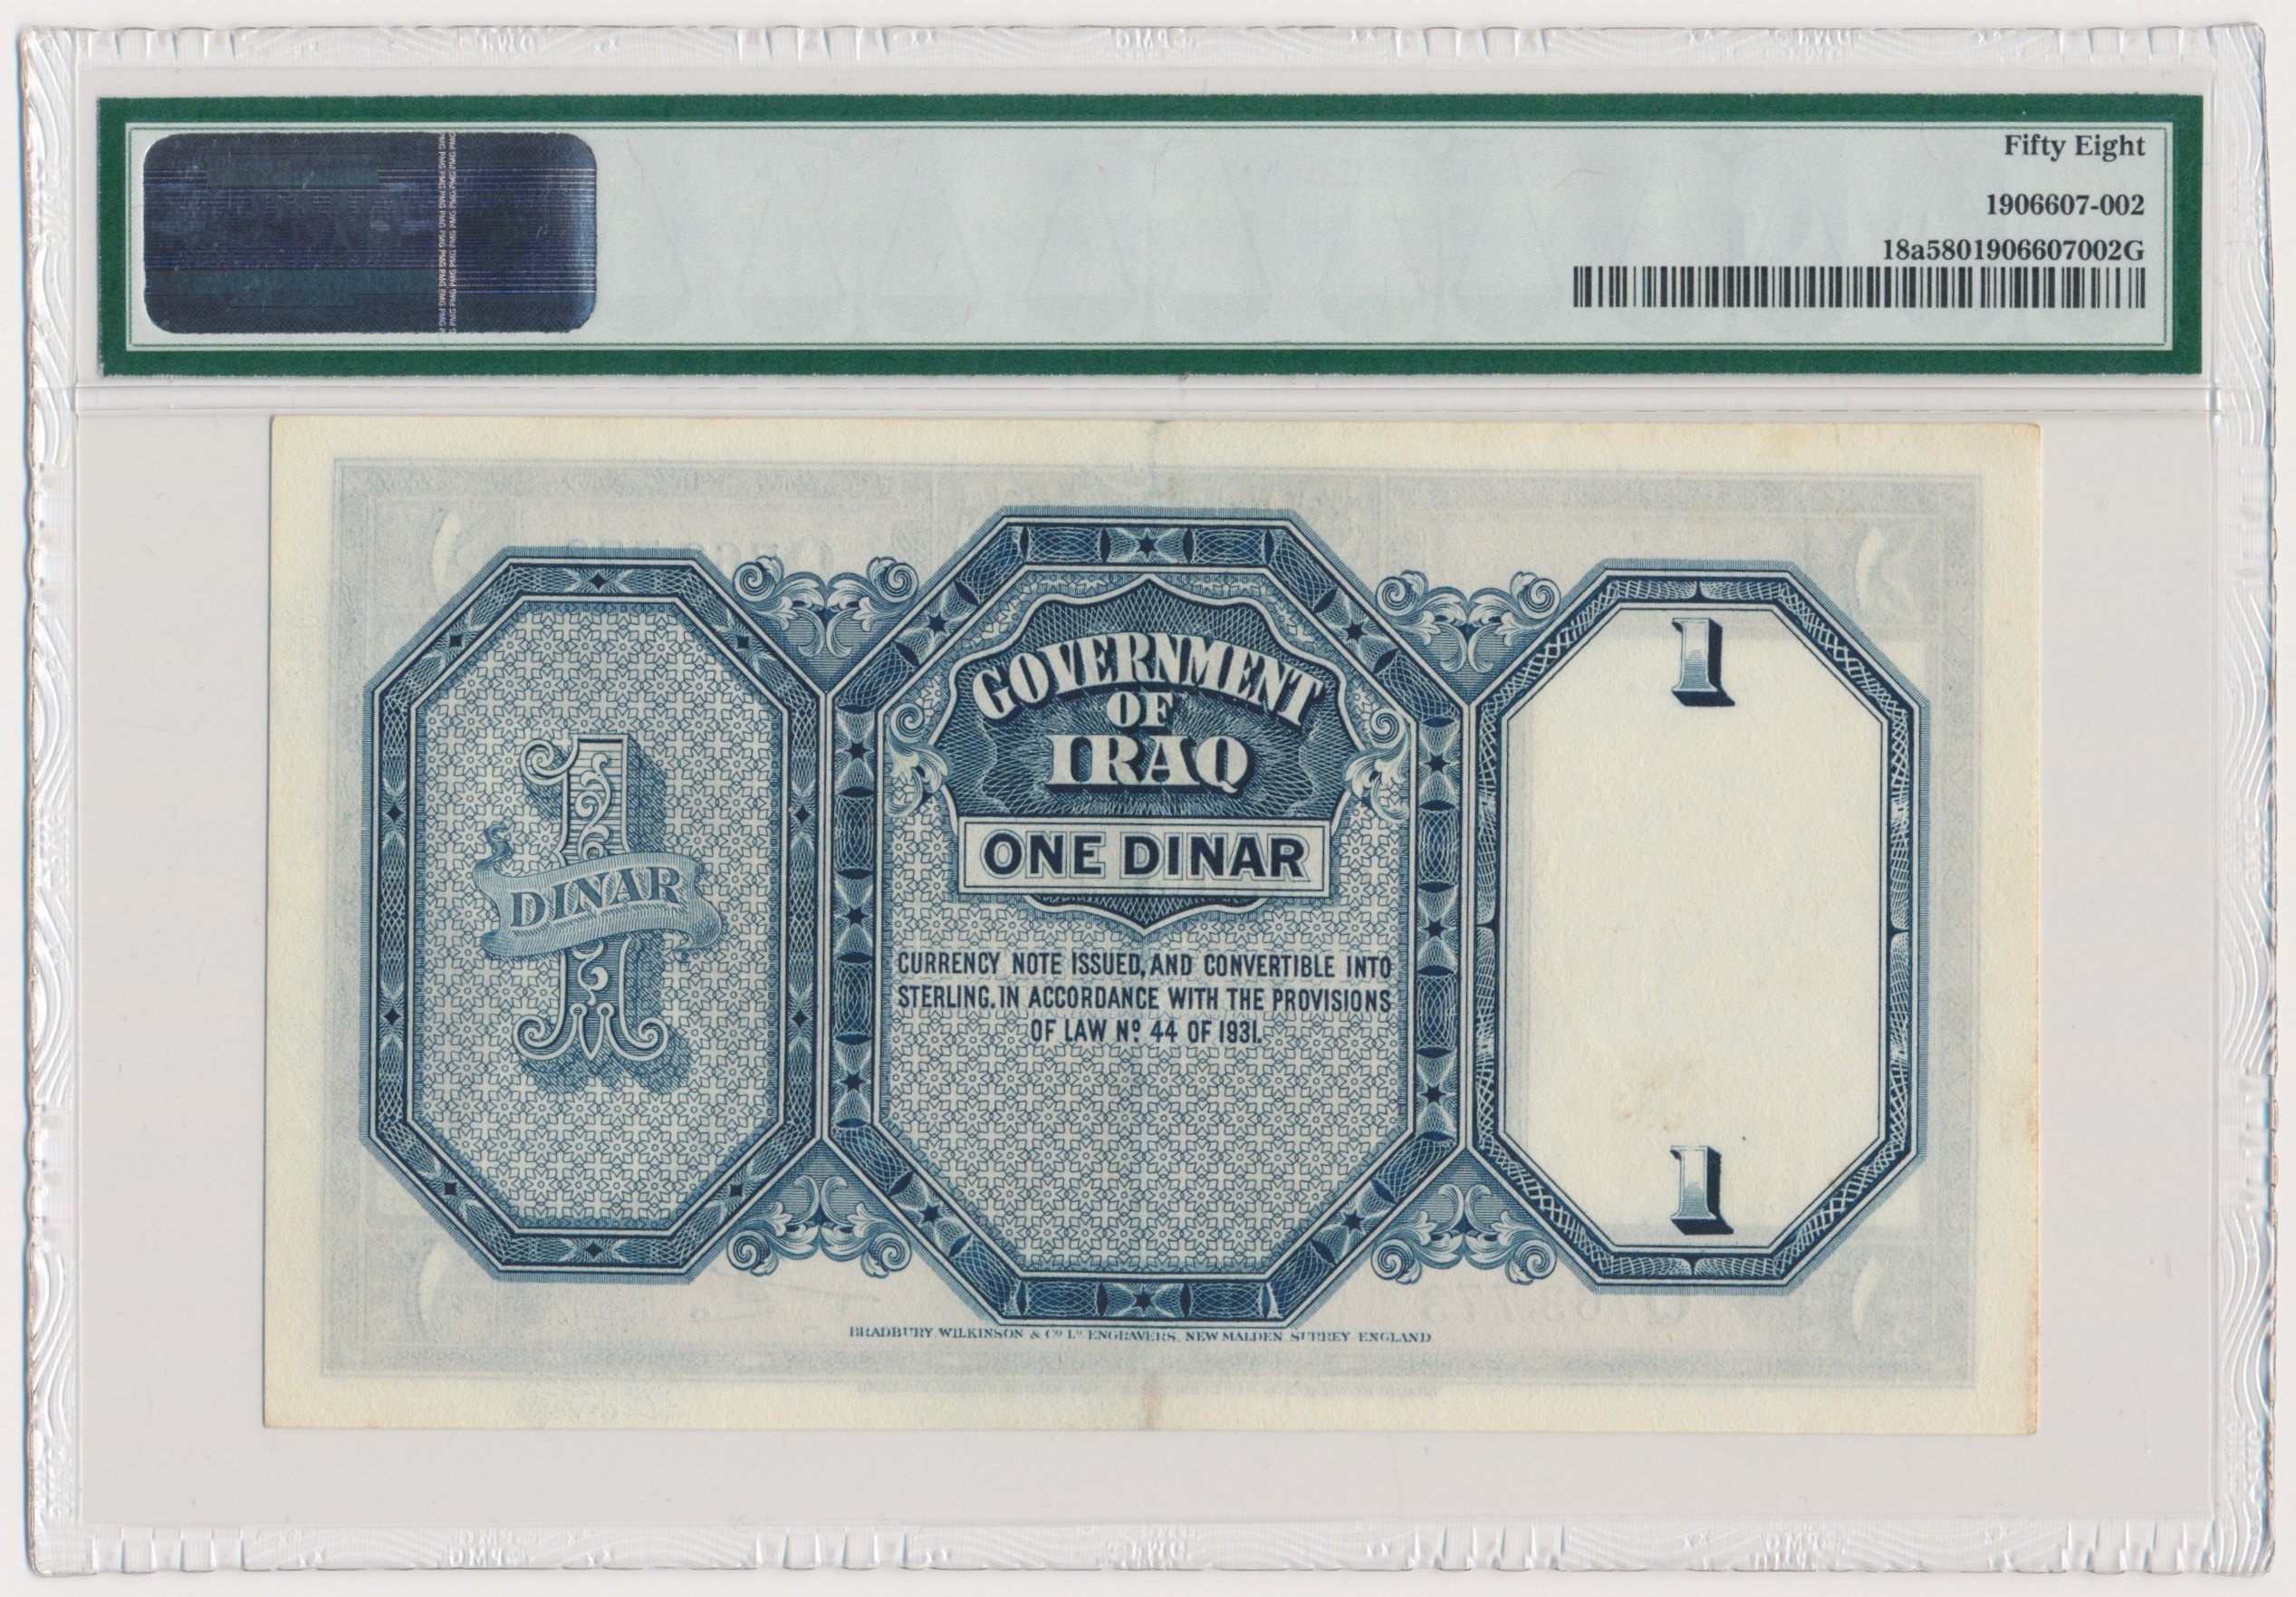 Fifty Eight
1906607-002
18a5801906607002G
GOVERNMENT
OF
IRAQ
ONE DINAR
1
DINAR
CURRENCY NOTE ISSUED, AND CONVERTIBLE INTO
STERLING. IN ACCORDANCE WITH THE PROVISIONS
OF LAW Nº 44 OF 1931.
1
1
BRADBURY, WILKINSON & Cº Lº ENGRAVERS, NEW MALDEN SURREY ENGLAND